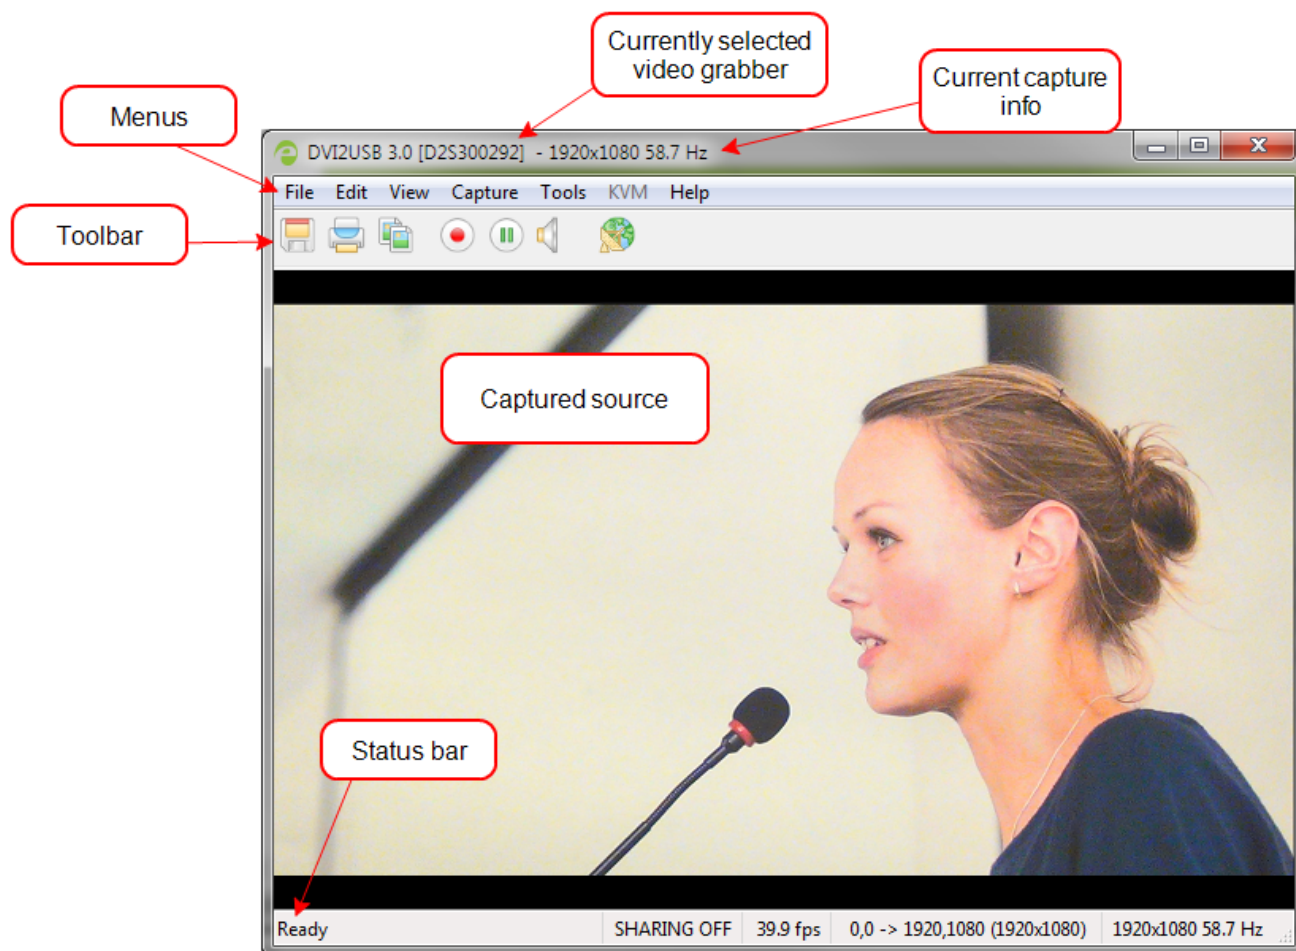 Currently selected
video grabber
Current capture
info
Menus
DVI2USB 3.0 [D2S300292] - 1920x1080 58.7 Hz
File Edit View Capture Tools KVM Help
Toolbar
Captured source
Status bar
Ready SHARING OFF 39.9 fps 0,0 -> 1920,1080 (1920x1080) 1920x1080 58.7 Hz